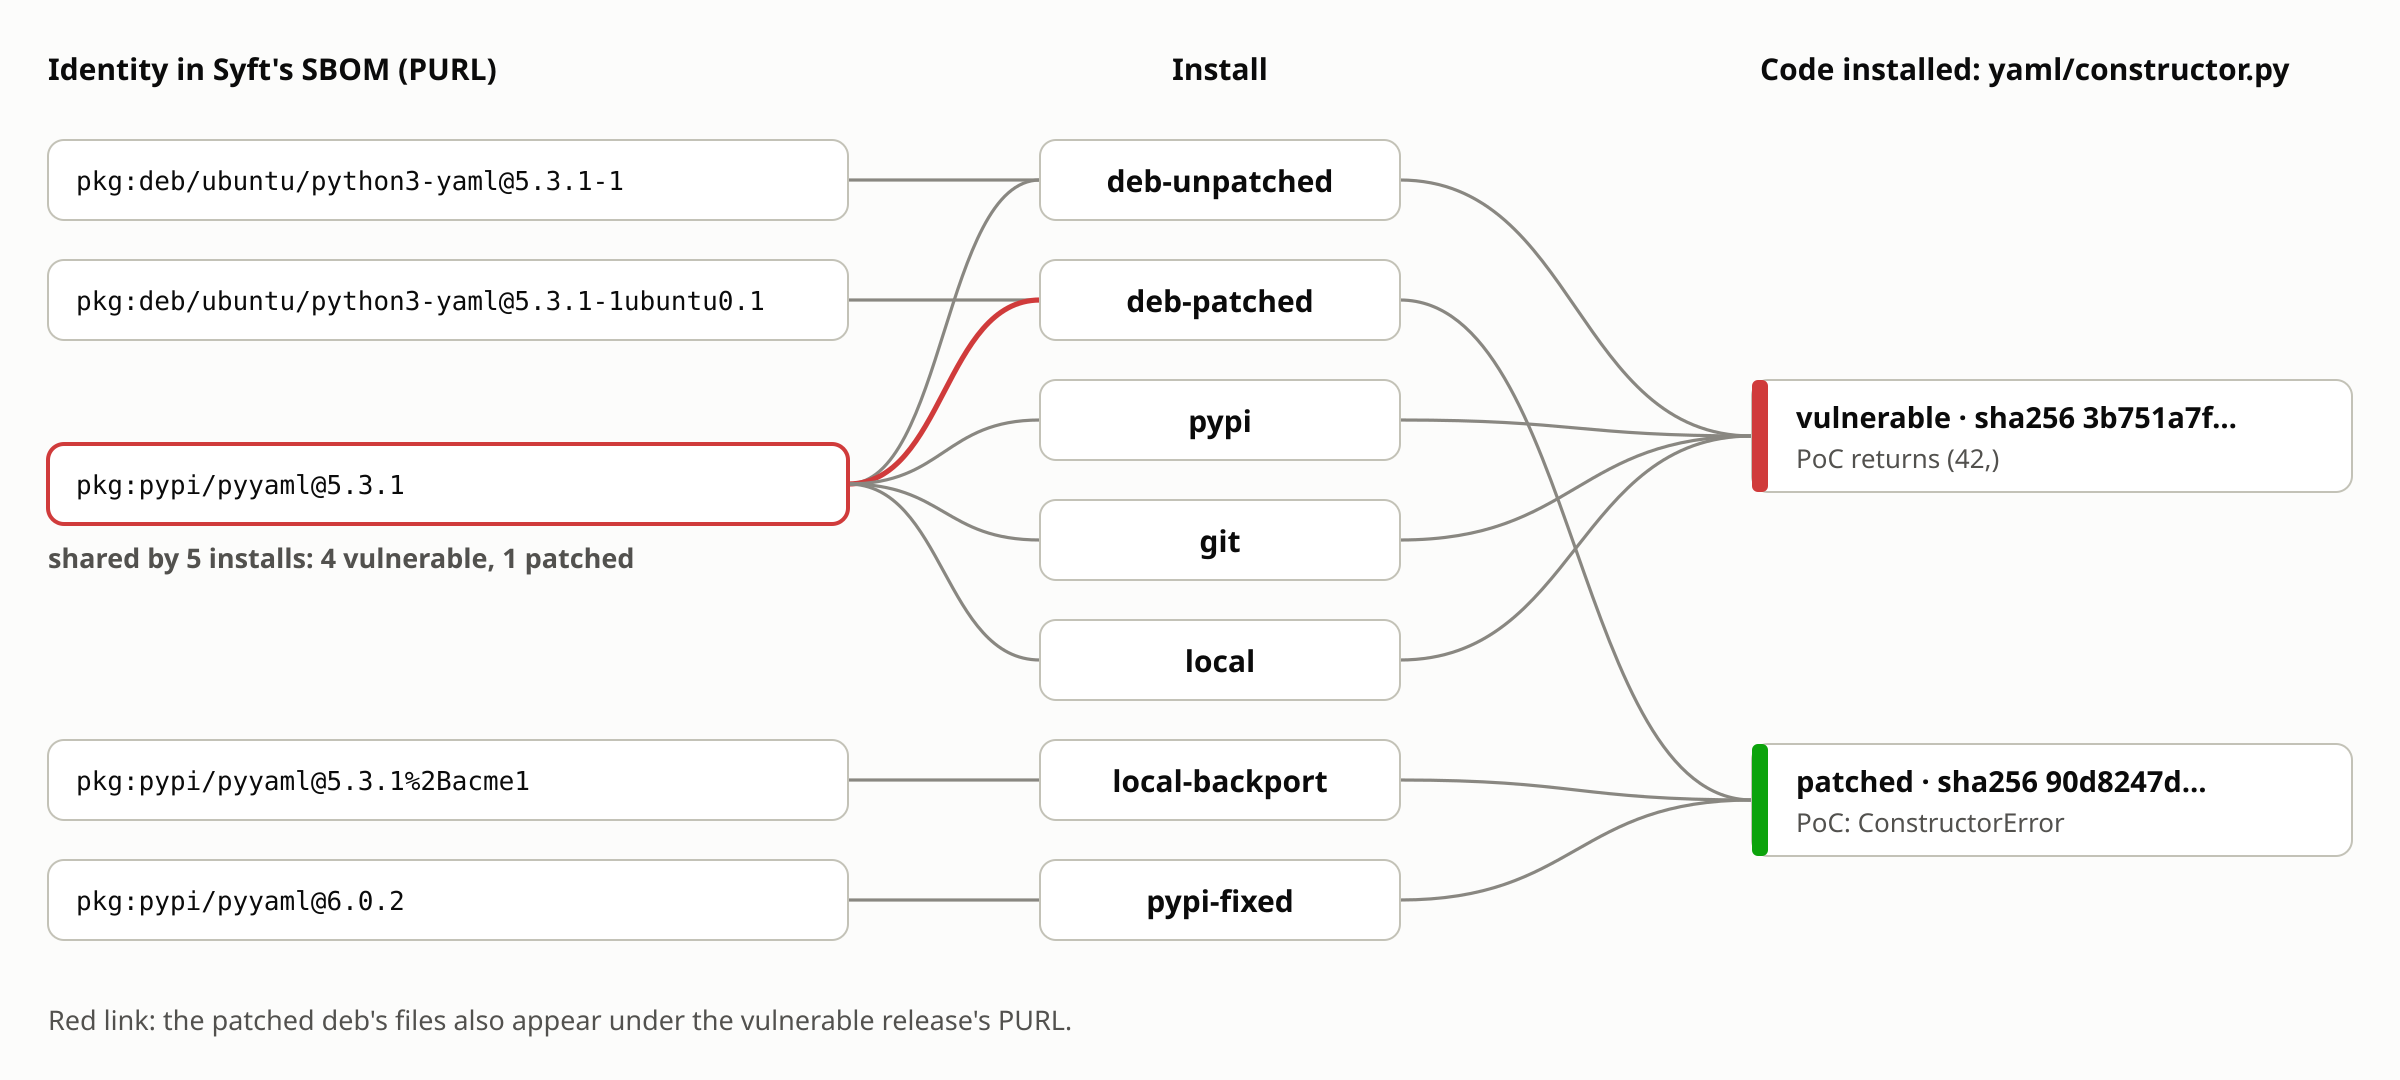 Identity in Syft's SBOM (PURL)
Install
Code installed: yaml/constructor.py
pkg:deb/ubuntu/python3-yaml@5.3.1-1
deb-unpatched
pkg:deb/ubuntu/python3-yaml@5.3.1-1ubuntu0.1
deb-patched
pypi
vulnerable · sha256 3b751a7f…
PoC returns (42,)
pkg:pypi/pyyaml@5.3.1
shared by 5 installs: 4 vulnerable, 1 patched
git
local
pkg:pypi/pyyaml@5.3.1%2Bacme1
local-backport
patched · sha256 90d8247d…
PoC: ConstructorError
pkg:pypi/pyyaml@6.0.2
pypi-fixed
Red link: the patched deb's files also appear under the vulnerable release's PURL.